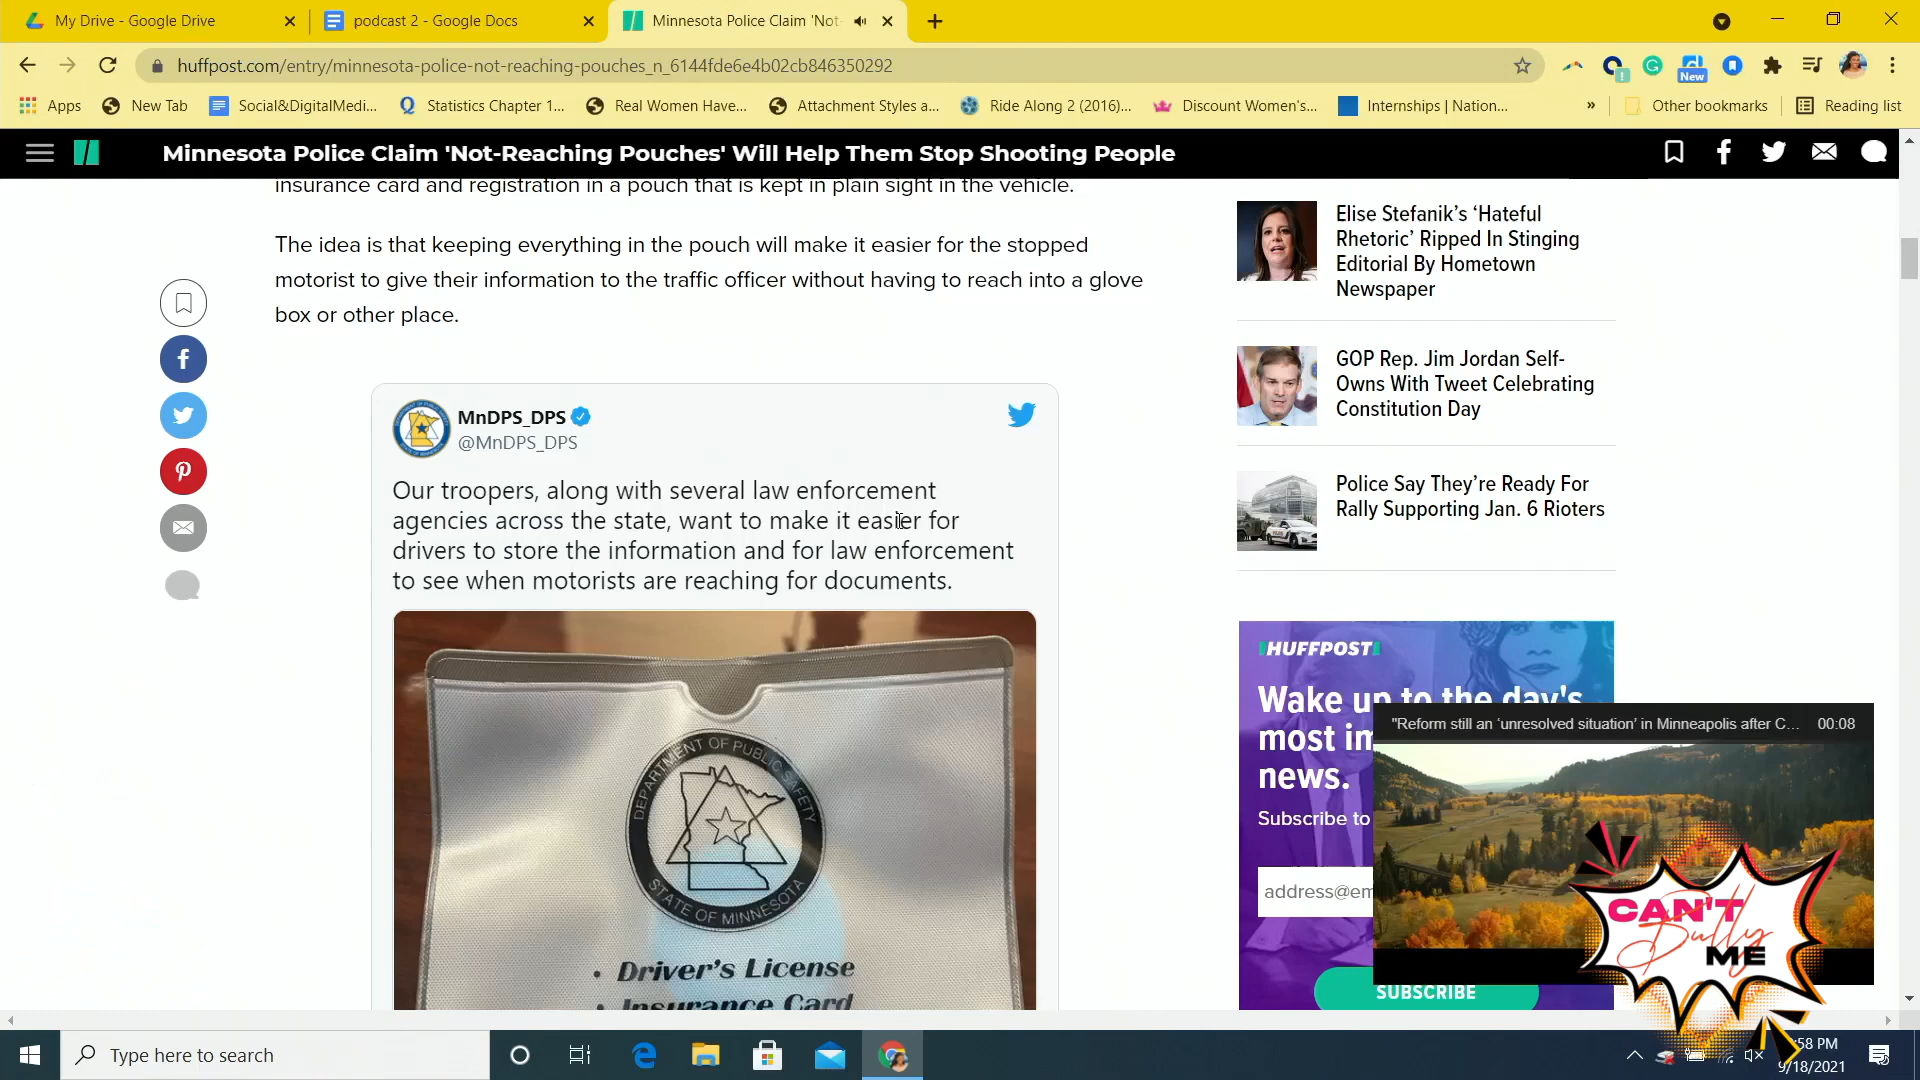 My Drive - Google Drive
podcast 2 - Google Docs
Minnesota Police Claim 'Not-
huffpost.com/entry/minnesota-police-not-reaching-pouches_n_6144fde6e4b02cb846350292
New
Apps
New Tab
Social&DigitalMedi...
Statistics Chapter 1...
Real Women Have...
Attachment Styles a...
Ride Along 2 (2016)...
Discount Women's...
Internships | Nation...
»
Other bookmarks
Reading list
Minnesota Police Claim 'Not-Reaching Pouches' Will Help Them Stop Shooting People
insurance card and registration in a pouch that is kept in plain sight in the vehicle.
The idea is that keeping everything in the pouch will make it easier for the stopped
motorist to give their information to the traffic officer without having to reach into a glove
box or other place.
MnDPS_DPS
@MnDPS_DPS
Our troopers, along with several law enforcement
agencies across the state, want to make it easier for
drivers to store the information and for law enforcement
to see when motorists are reaching for documents.
DEPARTMENT OF PUBLIC SAFETY
STATE OF MINNESOTA
• Driver's License
• Insurance Card
Elise Stefanik's ‘Hateful
Rhetoric’ Ripped In Stinging
Editorial By Hometown
Newspaper
GOP Rep. Jim Jordan Self-
Owns With Tweet Celebrating
Constitution Day
Police Say They’re Ready For
Rally Supporting Jan. 6 Rioters
HUFFPOST
Wake up to the day's
most im
news.
Subscribe to
address@em
SUBSCRIBE
"Reform still an ‘unresolved situation’ in Minneapolis after C...
00:08
CAN'T
Bully
ME
Type here to search
:58 PM
9/18/2021